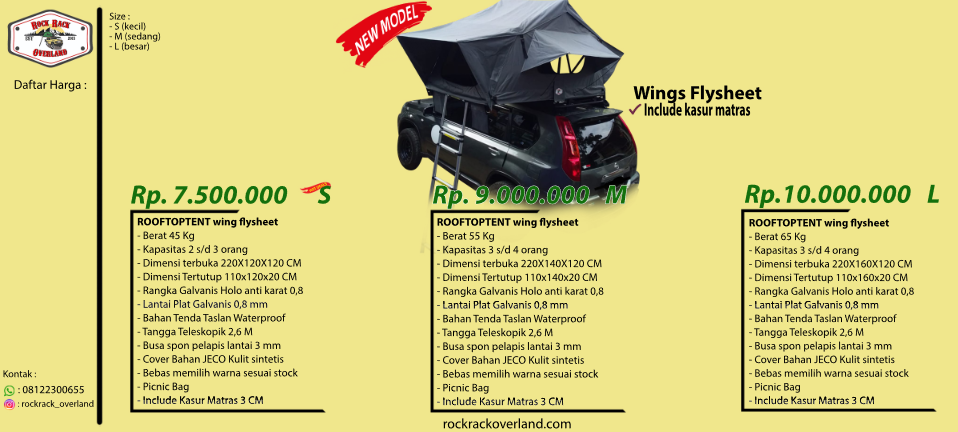 ROCK RACK
OVERLAND
Daftar Harga :
Size :
- S (kecil)
- M (sedang)
- L (besar)
NEW MODEL
Wings Flysheet
Include kasur matras
Rp. 7.500.000 S
ROOFTOPTENT wing flysheet
- Berat 45 Kg
- Kapasitas 2 s/d 3 orang
- Dimensi terbuka 220X120X120 CM
- Dimensi Tertutup 110x120x20 CM
- Rangka Galvanis Holo anti karat 0,8
- Lantai Plat Galvanis 0,8 mm
- Bahan Tenda Taslan Waterproof
- Tangga Teleskopik 2,6 M
- Busa spon pelapis lantai 3 mm
- Cover Bahan JECO Kulit sintetis
- Bebas memilih warna sesuai stock
- Picnic Bag
- Include Kasur Matras 3 CM
Rp. 9.000.000 M
ROOFTOPTENT wing flysheet
- Berat 55 Kg
- Kapasitas 3 s/d 4 orang
- Dimensi terbuka 220X140X120 CM
- Dimensi Tertutup 110x140x20 CM
- Rangka Galvanis Holo anti karat 0,8
- Lantai Plat Galvanis 0,8 mm
- Bahan Tenda Taslan Waterproof
- Tangga Teleskopik 2,6 M
- Busa spon pelapis lantai 3 mm
- Cover Bahan JECO Kulit sintetis
- Bebas memilih warna sesuai stock
- Picnic Bag
- Include Kasur Matras 3 CM
Rp.10.000.000 L
ROOFTOPTENT wing flysheet
- Berat 65 Kg
- Kapasitas 3 s/d 4 orang
- Dimensi terbuka 220X160X120 CM
- Dimensi Tertutup 110x160x20 CM
- Rangka Galvanis Holo anti karat 0,8
- Lantai Plat Galvanis 0,8 mm
- Bahan Tenda Taslan Waterproof
- Tangga Teleskopik 2,6 M
- Busa spon pelapis lantai 3 mm
- Cover Bahan JECO Kulit sintetis
- Bebas memilih warna sesuai stock
- Picnic Bag
- Include Kasur Matras 3 CM
Kontak :
: 08122300655
: rockrack_overland
rockrackoverland.com